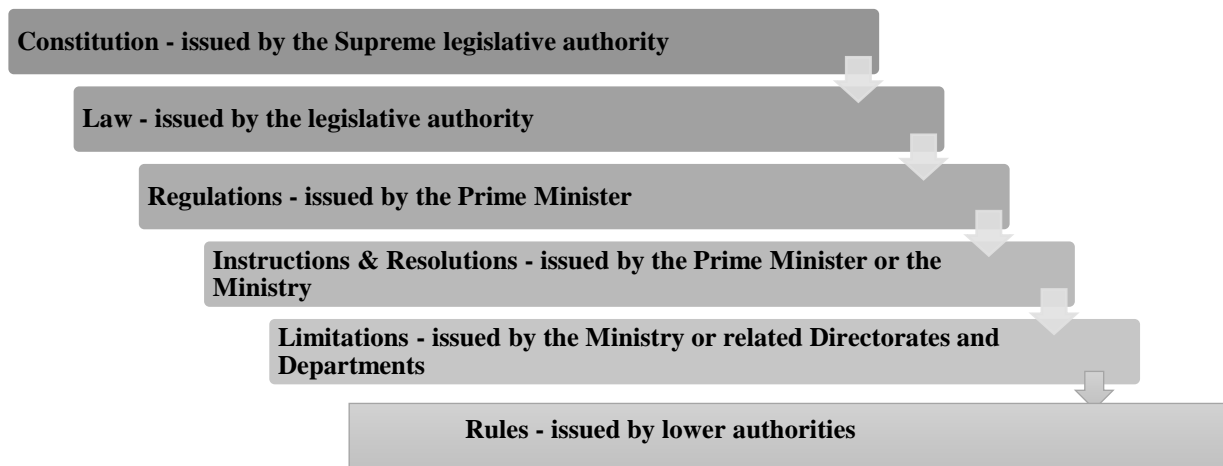 Constitution - issued by the Supreme legislative authority
Law - issued by the legislative authority
Regulations - issued by the Prime Minister
Instructions & Resolutions - issued by the Prime Minister or the
Ministry
Limitations - issued by the Ministry or related Directorates and
Departments
Rules - issued by lower authorities